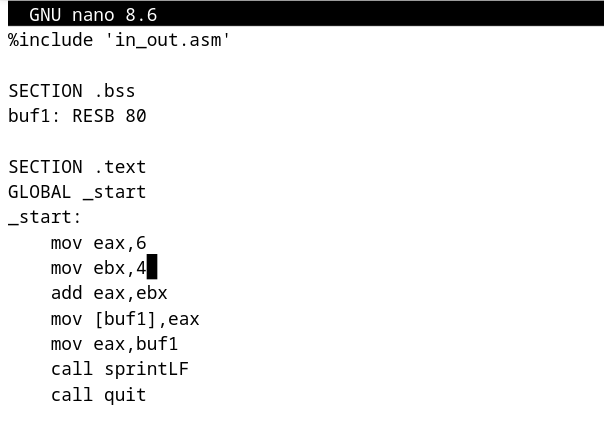 GNU nano 8.6
%include 'in_out.asm'
SECTION .bss
buf1: RESB 80
SECTION .text
GLOBAL _start
_start:
mov eax,6
mov ebx,4
add eax,ebx
mov [buf1],eax
mov eax,buf1
call sprintLF
call quit